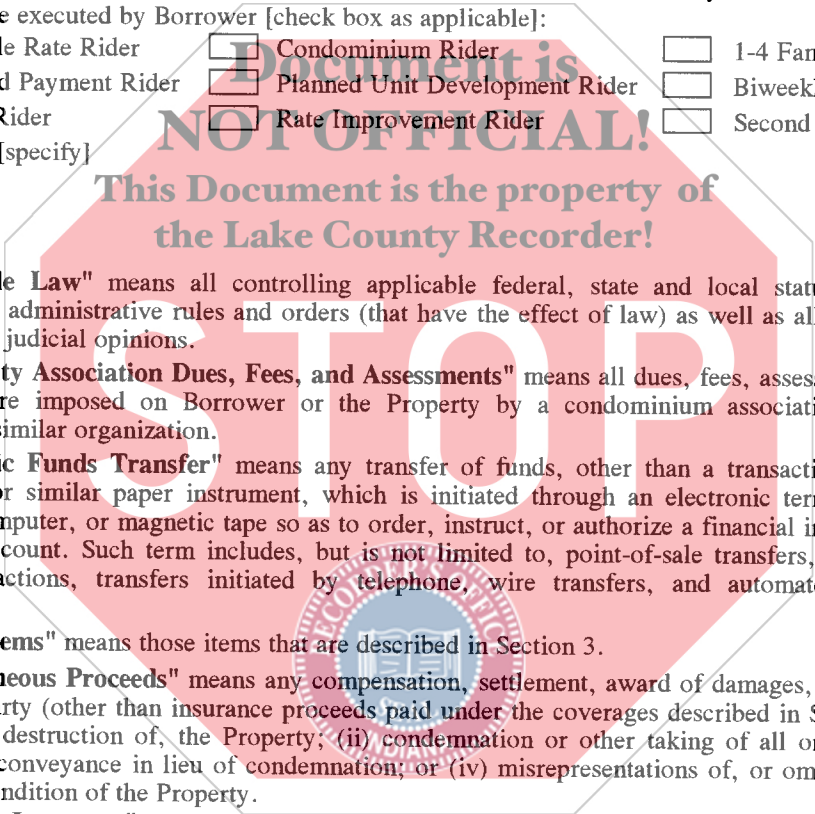 e executed by Borrower [check box as applicable]:
le Rate Rider Condominium Rider 1-4 Fam
d Payment Rider Planned Unit Development Rider Biweekl
Rider Rate Improvement Rider Second
[specify]
Document is
NOT OFFICIAL!
This Document is the property of
the Lake County Recorder!
STOP
le Law" means all controlling applicable federal, state and local statu
administrative rules and orders (that have the effect of law) as well as al
judicial opinions.
ty Association Dues, Fees, and Assessments" means all dues, fees, asses
re imposed on Borrower or the Property by a condominium associati
similar organization.
ic Funds Transfer" means any transfer of funds, other than a transacti
or similar paper instrument, which is initiated through an electronic ter
mputer, or magnetic tape so as to order, instruct, or authorize a financial in
count. Such term includes, but is not limited to, point-of-sale transfers,
actions, transfers initiated by telephone, wire transfers, and automat
ems" means those items that are described in Section 3.
neous Proceeds" means any compensation, settlement, award of damages,
arty (other than insurance proceeds paid under the coverages described in S
destruction of, the Property; (ii) condemnation or other taking of all o
conveyance in lieu of condemnation; or (iv) misrepresentations of, or om
ndition of the Property.
RECORDER'S OFFICE
SEAL
INDIANA